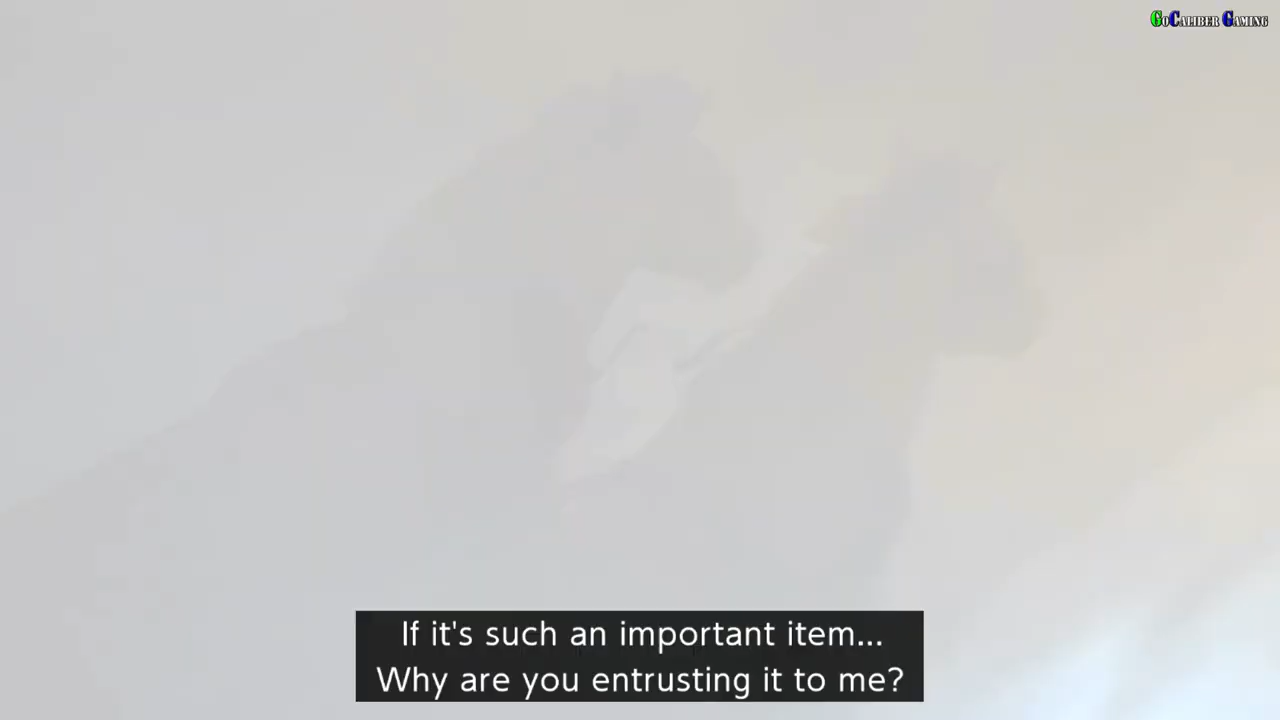 GoCaliber Gaming
If it's such an important item...
Why are you entrusting it to me?